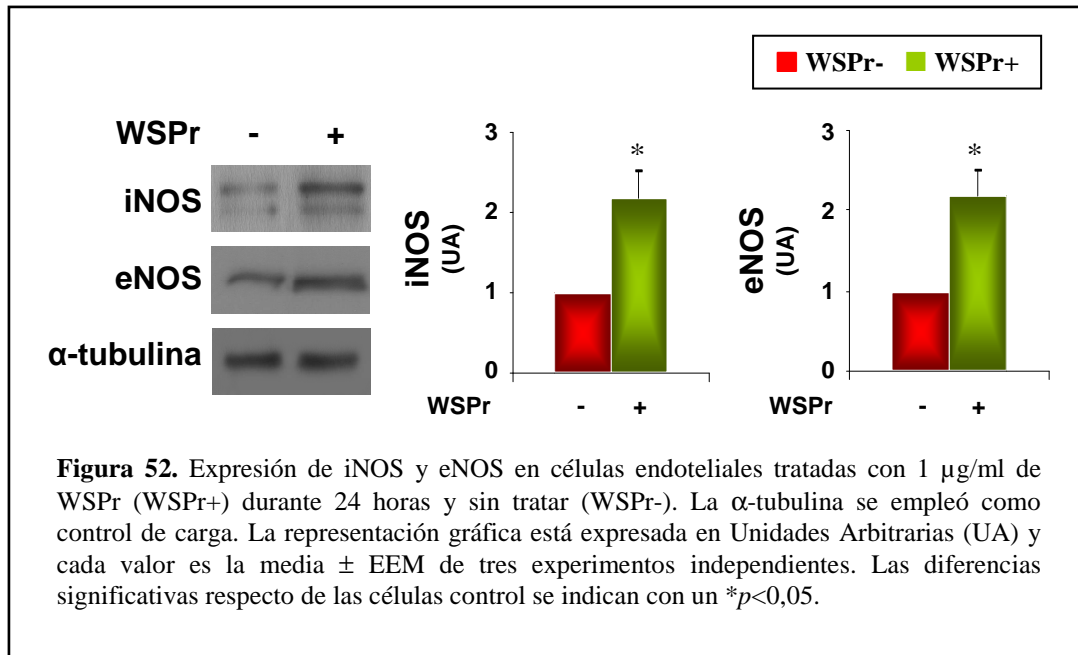 WSPr- WSPr+
WSPr - +
iNOS
eNOS
α-tubulina
3
2
1
0
iNOS
(UA)
*
WSPr - +
3
2
1
0
eNOS
(UA)
*
WSPr - +
Figura 52. Expresión de iNOS y eNOS en células endoteliales tratadas con 1 µg/ml de
WSPr (WSPr+) durante 24 horas y sin tratar (WSPr-). La α-tubulina se empleó como
control de carga. La representación gráfica está expresada en Unidades Arbitrarias (UA) y
cada valor es la media ± EEM de tres experimentos independientes. Las diferencias
significativas respecto de las células control se indican con un *p<0,05.